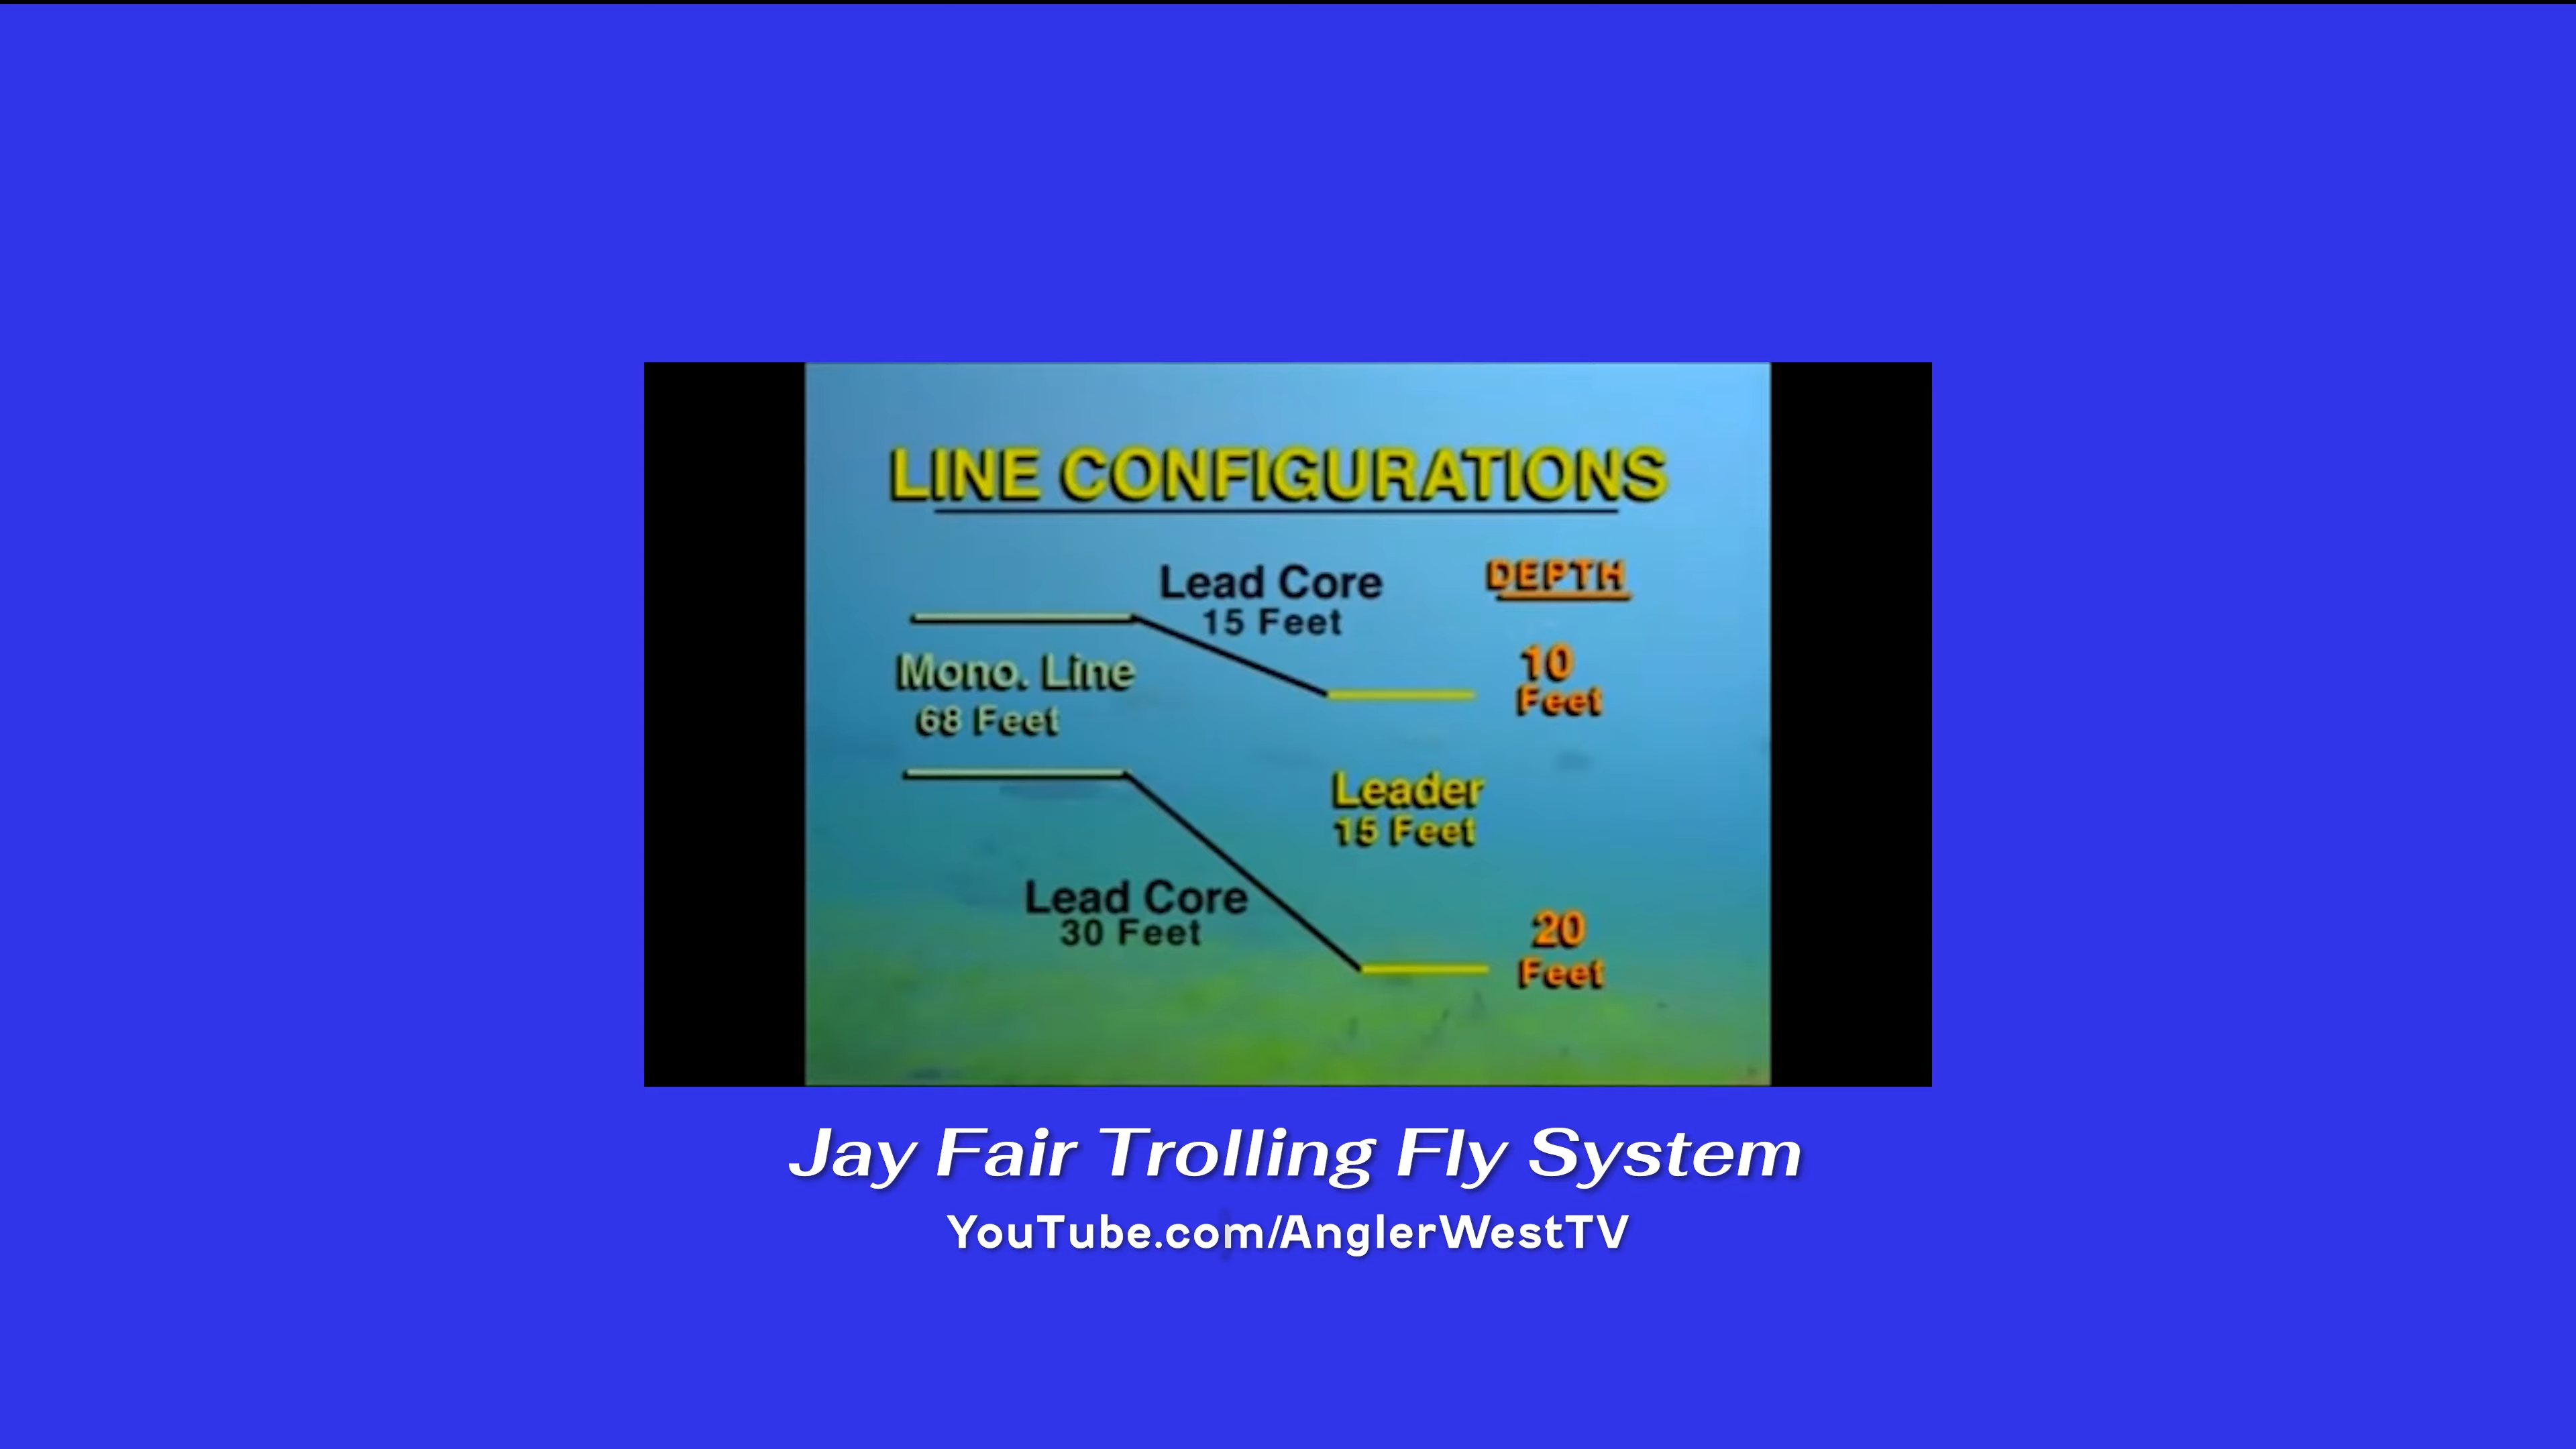 LINE CONFIGURATIONS
Lead Core
15 Feet
DEPTH
10
Feet
Mono. Line
68 Feet
Leader
15 Feet
Lead Core
30 Feet
20
Feet
Jay Fair Trolling Fly System
YouTube.com/AnglerWestTV